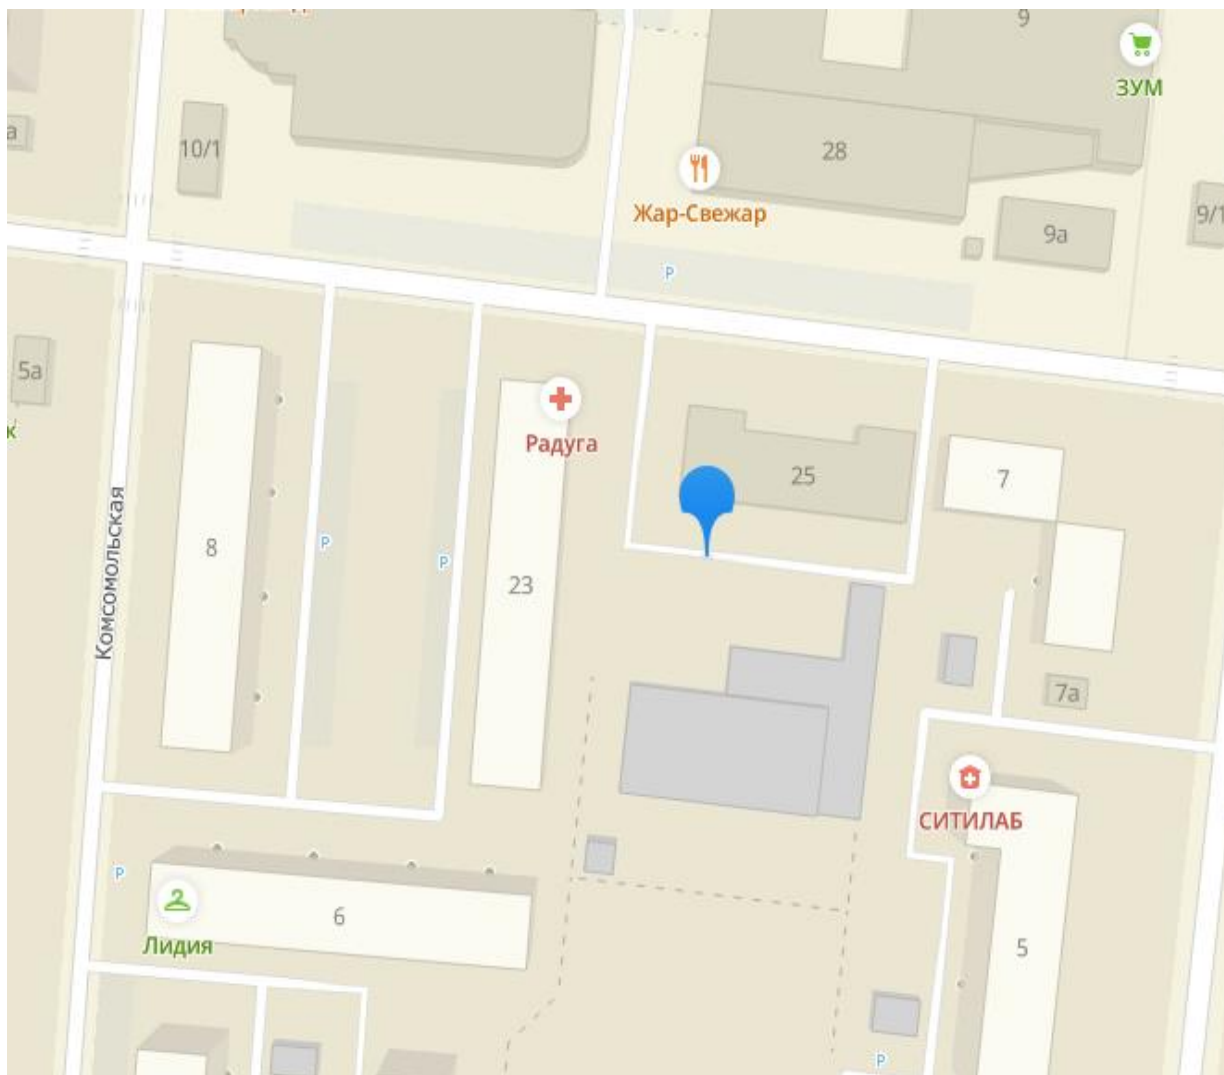 9
ЗУМ
а
10/1
28
Жар-Свежар
9а
9/1
P
5а
к
Радуга
25
7
8
P
P
23
Комсомольская
7а
СИТИЛАБ
P
Лидия
6
5
P